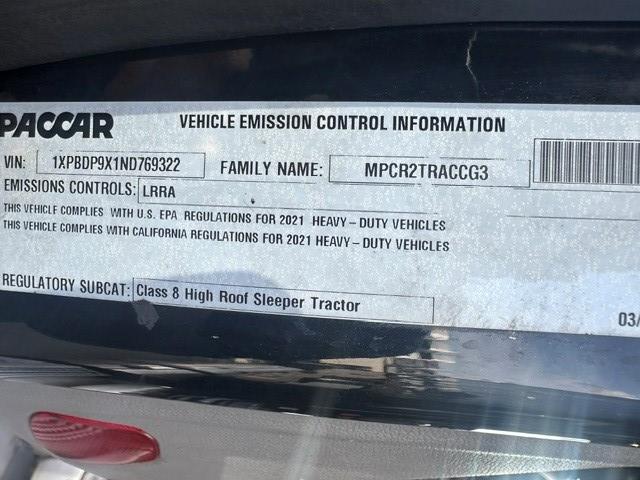 PACCAR VEHICLE EMISSION CONTROL INFORMATION
VIN: 1XPBDP9X1ND769322 FAMILY NAME: MPCR2TRACCG3
EMISSIONS CONTROLS: LRRA
THIS VEHICLE COMPLIES WITH U.S. EPA REGULATIONS FOR 2021 HEAVY-DUTY VEHICLES
THIS VEHICLE COMPLIES WITH CALIFORNIA REGULATIONS FOR 2021 HEAVY-DUTY VEHICLES
REGULATORY SUBCAT: Class 8 High Roof Sleeper Tractor
03/